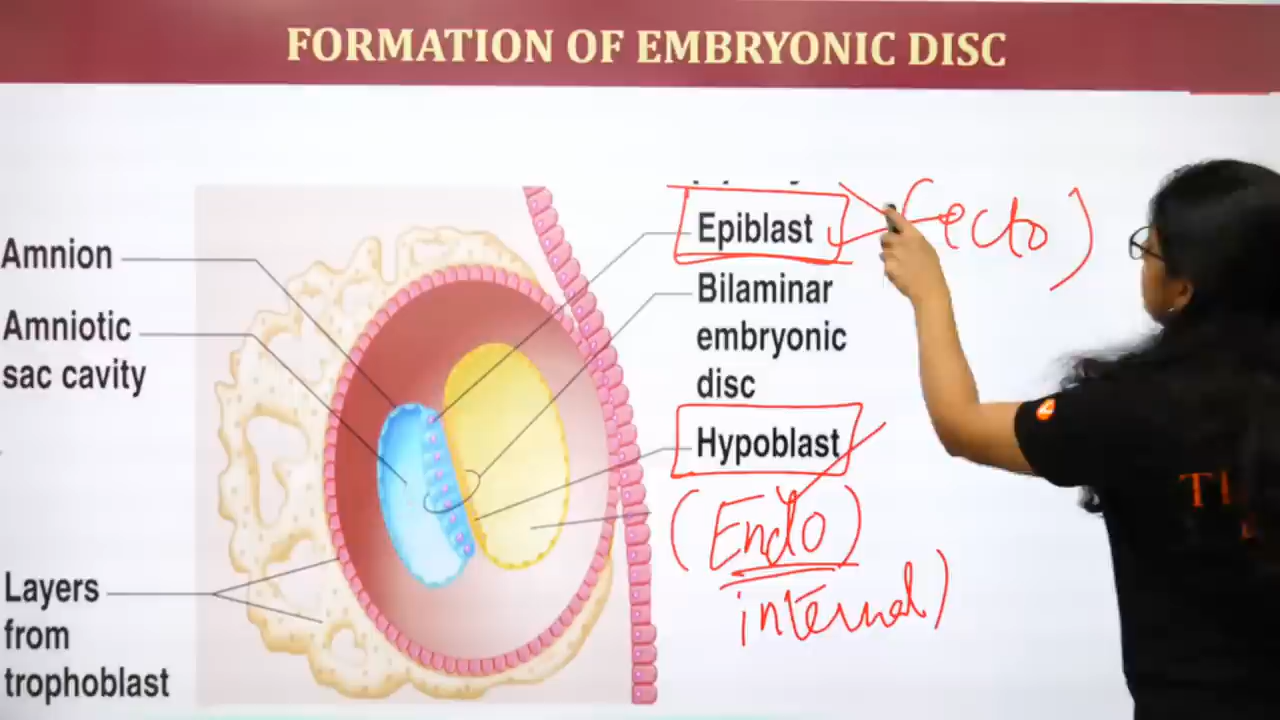 FORMATION OF EMBRYONIC DISC
Amnion
Amniotic
sac cavity
Layers
from
trophoblast
Epiblast
(ecto)
Bilaminar
embryonic
disc
Hypoblast
(Endo)
internal)